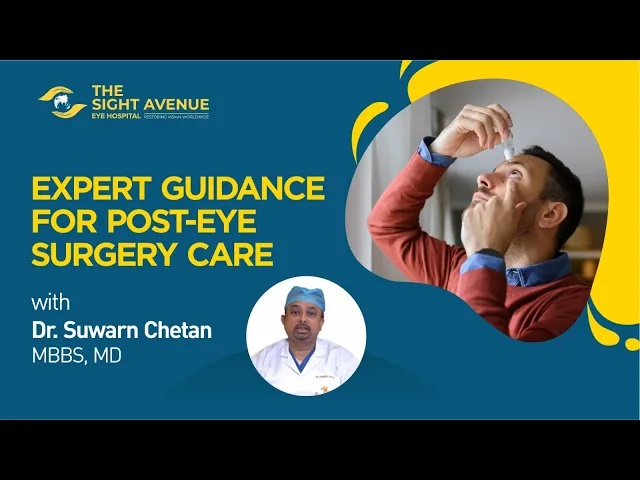 THE
SIGHT AVENUE
EYE HOSPITAL | RESTORING VISION WORLDWIDE
EXPERT GUIDANCE
FOR POST-EYE
SURGERY CARE
with
Dr. Suwarn Chetan
MBBS, MD